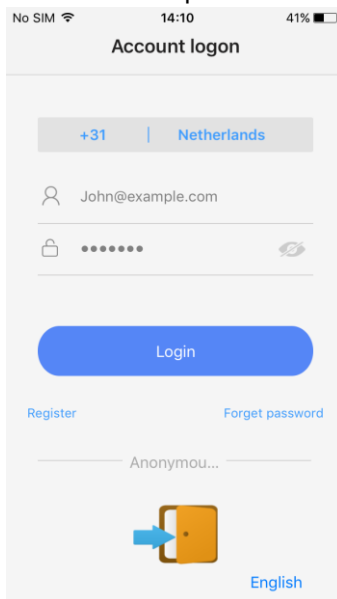 No SIM 14:10 41%
Account logon
+31 | Netherlands
John@example.com
•••••••
Login
Register Forget password
Anonymou...
English